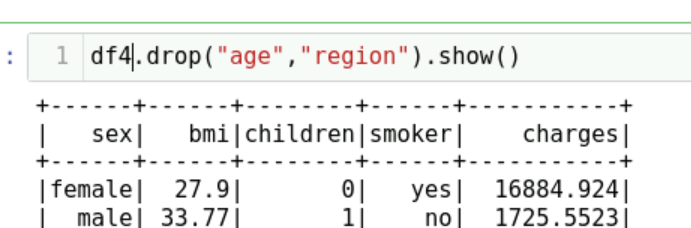 : 1 df4.drop("age","region").show()
+------+------+--------+------+-----------+
|   sex|   bmi|children|smoker|    charges|
+------+------+--------+------+-----------+
|female|  27.9|       0|   yes|  16884.924|
|  male| 33.77|       1|    no|  1725.5523|